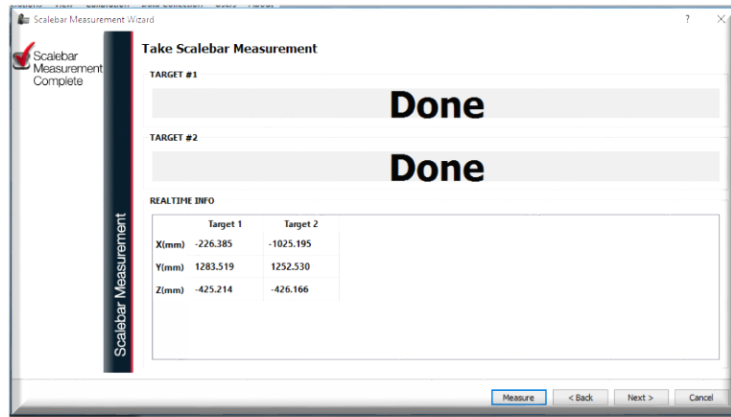 Scalebar Measurement Wizard
? X
Scalebar
Measurement
Complete
Scalebar Measurement
Take Scalebar Measurement
TARGET #1
Done
TARGET #2
Done
REALTIME INFO
Target 1 Target 2
X(mm) -226.385 -1025.195
Y(mm) 1283.519 1252.530
Z(mm) -425.214 -426.166
Measure < Back Next > Cancel